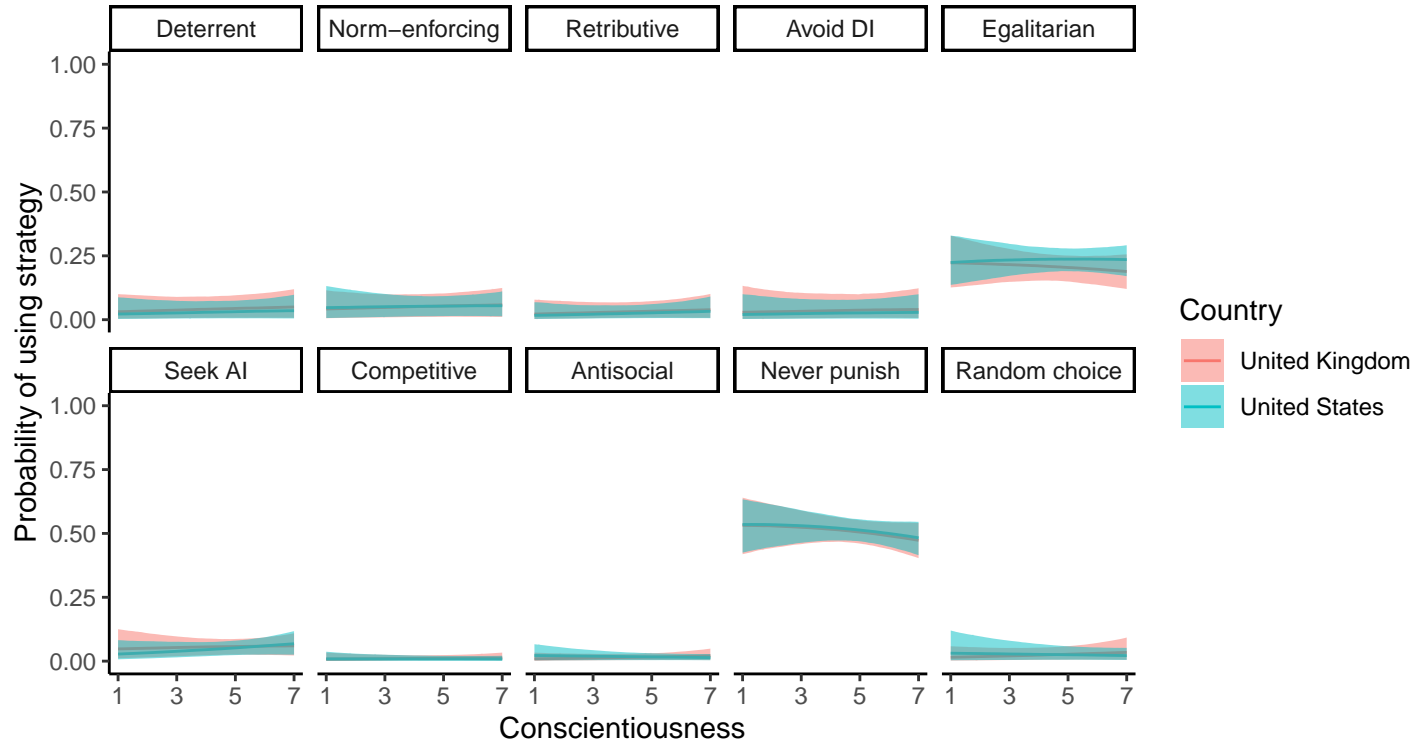 Deterrent Norm−enforcing Retributive Avoid DI Egalitarian
1.00
0.75
0.50
0.25
0.00
Seek AI Competitive Antisocial Never punish Random choice
1.00
0.75
0.50
0.25
0.00
1 3 5 7 1 3 5 7 1 3 5 7 1 3 5 7 1 3 5 7
Conscientiousness
Probability of using strategy
Country
United Kingdom
United States